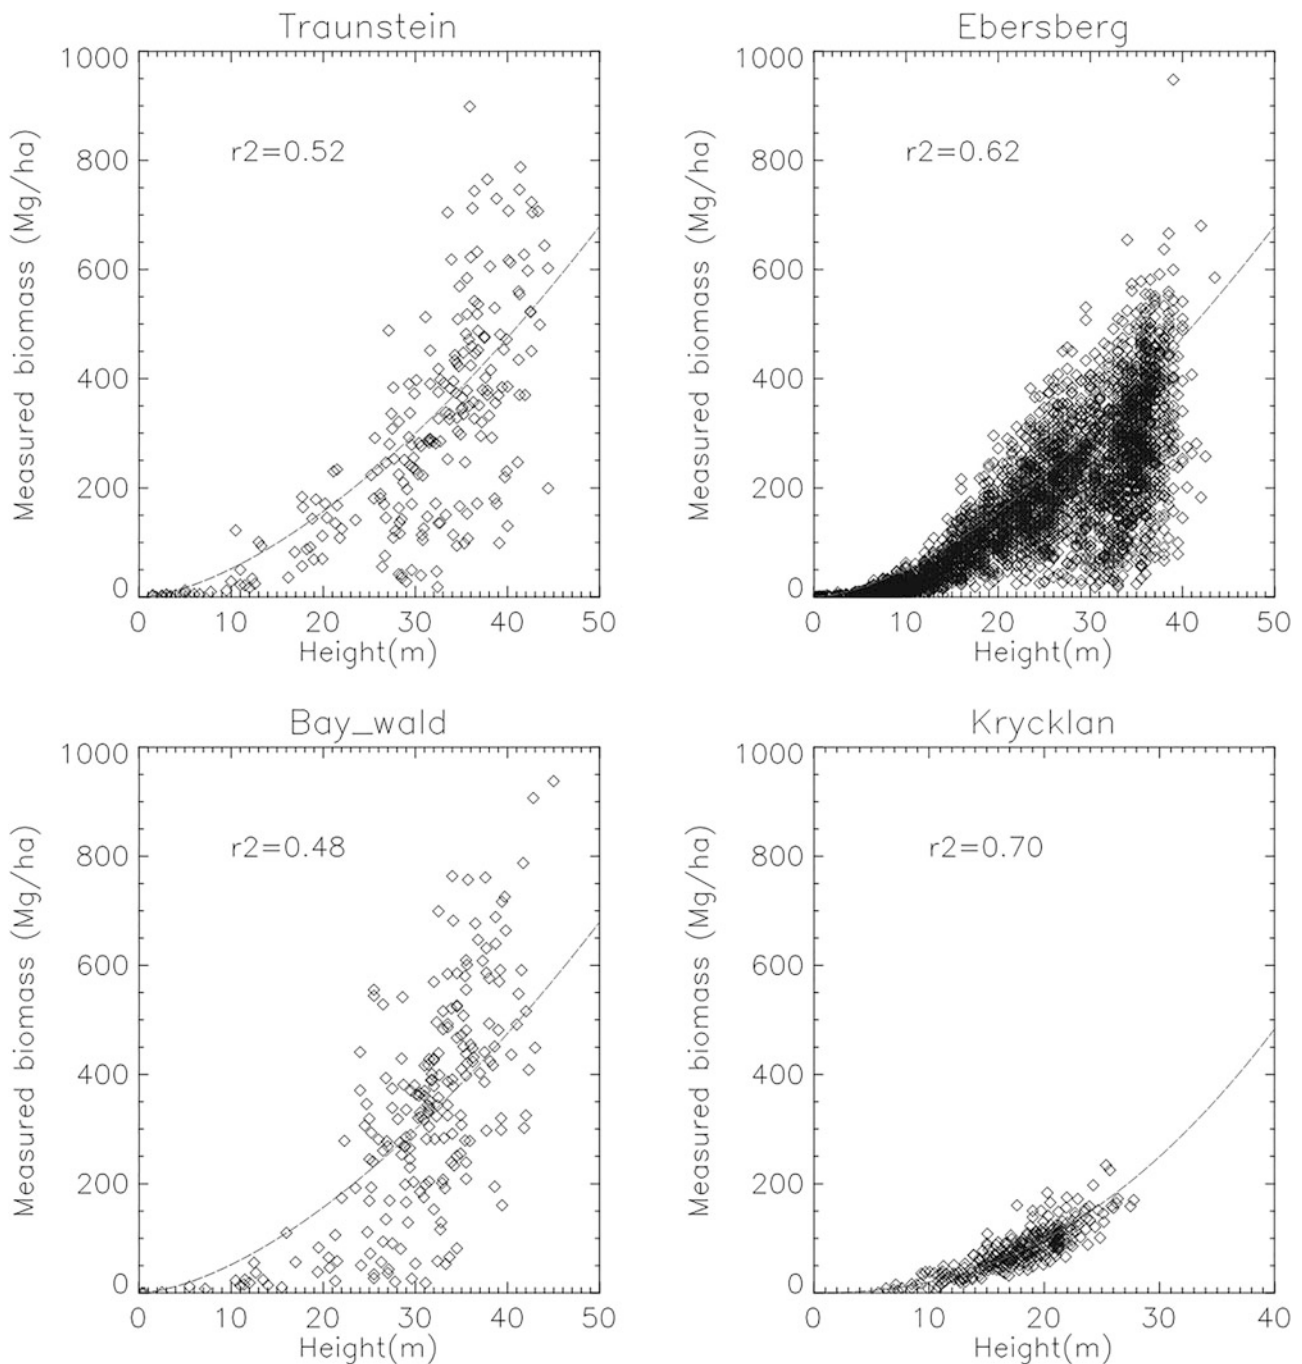 Traunstein
1000
800
600
400
200
0
Measured biomass (Mg/ha)
r2=0.52
0 10 20 30 40 50
Height(m)
Ebersberg
1000
800
600
400
200
0
Measured biomass (Mg/ha)
r2=0.62
0 10 20 30 40 50
Height(m)
Bay_wald
1000
800
600
400
200
0
Measured biomass (Mg/ha)
r2=0.48
0 10 20 30 40 50
Height(m)
Krycklan
1000
800
600
400
200
0
Measured biomass (Mg/ha)
r2=0.70
0 10 20 30 40
Height(m)